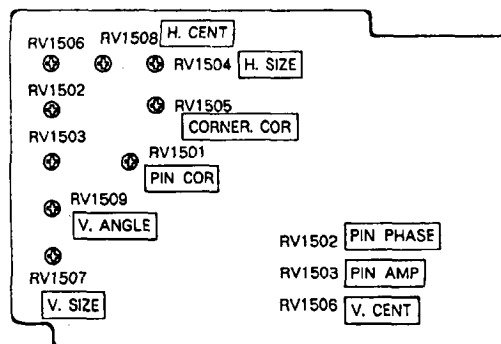 RV1508 H. CENT
RV1506
RV1504 H. SIZE
RV1502
RV1505
CORNER. COR
RV1503
RV1501
PIN COR
RV1509
V. ANGLE
RV1502 PIN PHASE
RV1507
RV1503 PIN AMP
V. SIZE
RV1506 V. CENT